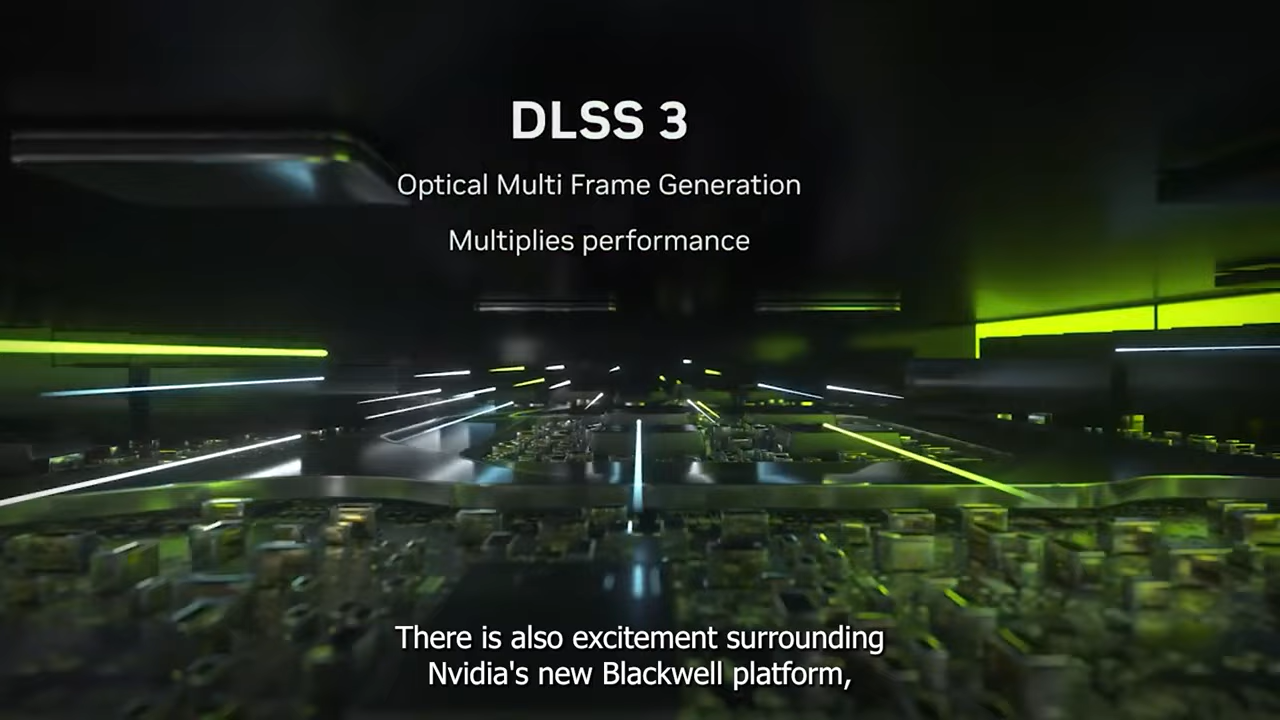 DLSS 3
Optical Multi Frame Generation
Multiplies performance
There is also excitement surrounding
Nvidia's new Blackwell platform,